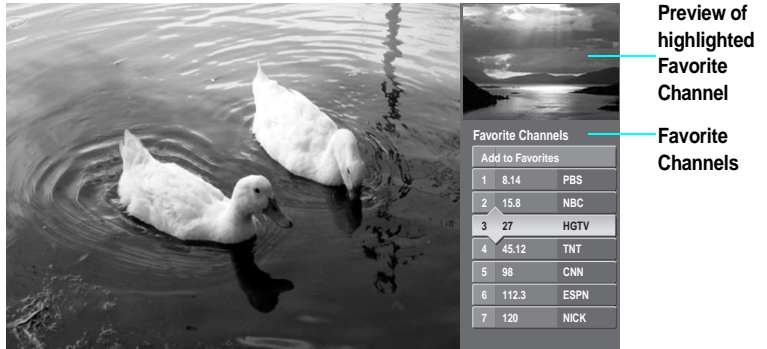 Preview of
highlighted
Favorite
Channel
Favorite
Channels
Favorite Channels
Add to Favorites
1 8.14 PBS
2 15.8 NBC
3 27 HGTV
4 45.12 TNT
5 98 CNN
6 112.3 ESPN
7 120 NICK